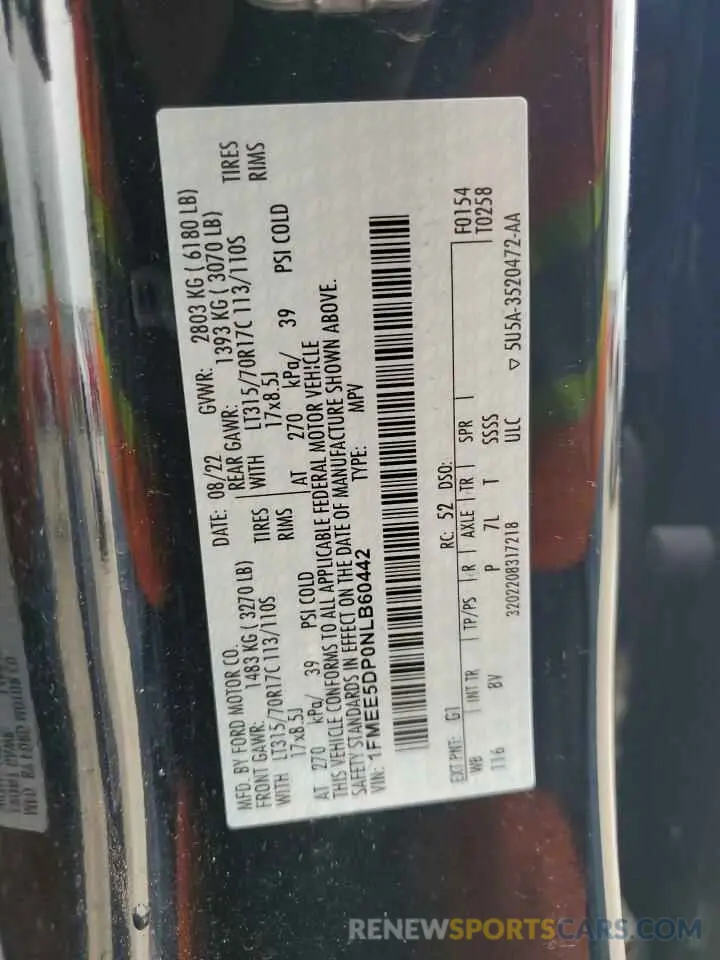 MFD. BY FORD MOTOR CO.
DATE: 08/22 GVWR: 2803 KG ( 6180 LB)
FRONT GAWR: 1483 KG ( 3270 LB) REAR GAWR: 1393 KG ( 3070 LB)
WITH LT315/70R17C 113/110S TIRES WITH LT315/70R17C 113/110S TIRES
17x8.5J RIMS 17x8.5J RIMS
AT 270 kPa/ 39 PSI COLD AT 270 kPa/ 39 PSI COLD
THIS VEHICLE CONFORMS TO ALL APPLICABLE FEDERAL MOTOR VEHICLE
SAFETY STANDARDS IN EFFECT ON THE DATE OF MANUFACTURE SHOWN ABOVE.
VIN: 1FMEE5DP0NLB60442 TYPE: MPV
EXT PNT: G1 RC: 52 DSO: F0154
WB INT TR TP/PS R AXLE TR SPR T0258
116 8V P 7L T SSSS
3202208317218 ULC ▽ 5U5A-3520472-AA
RENEWSPORTSCARS.COM